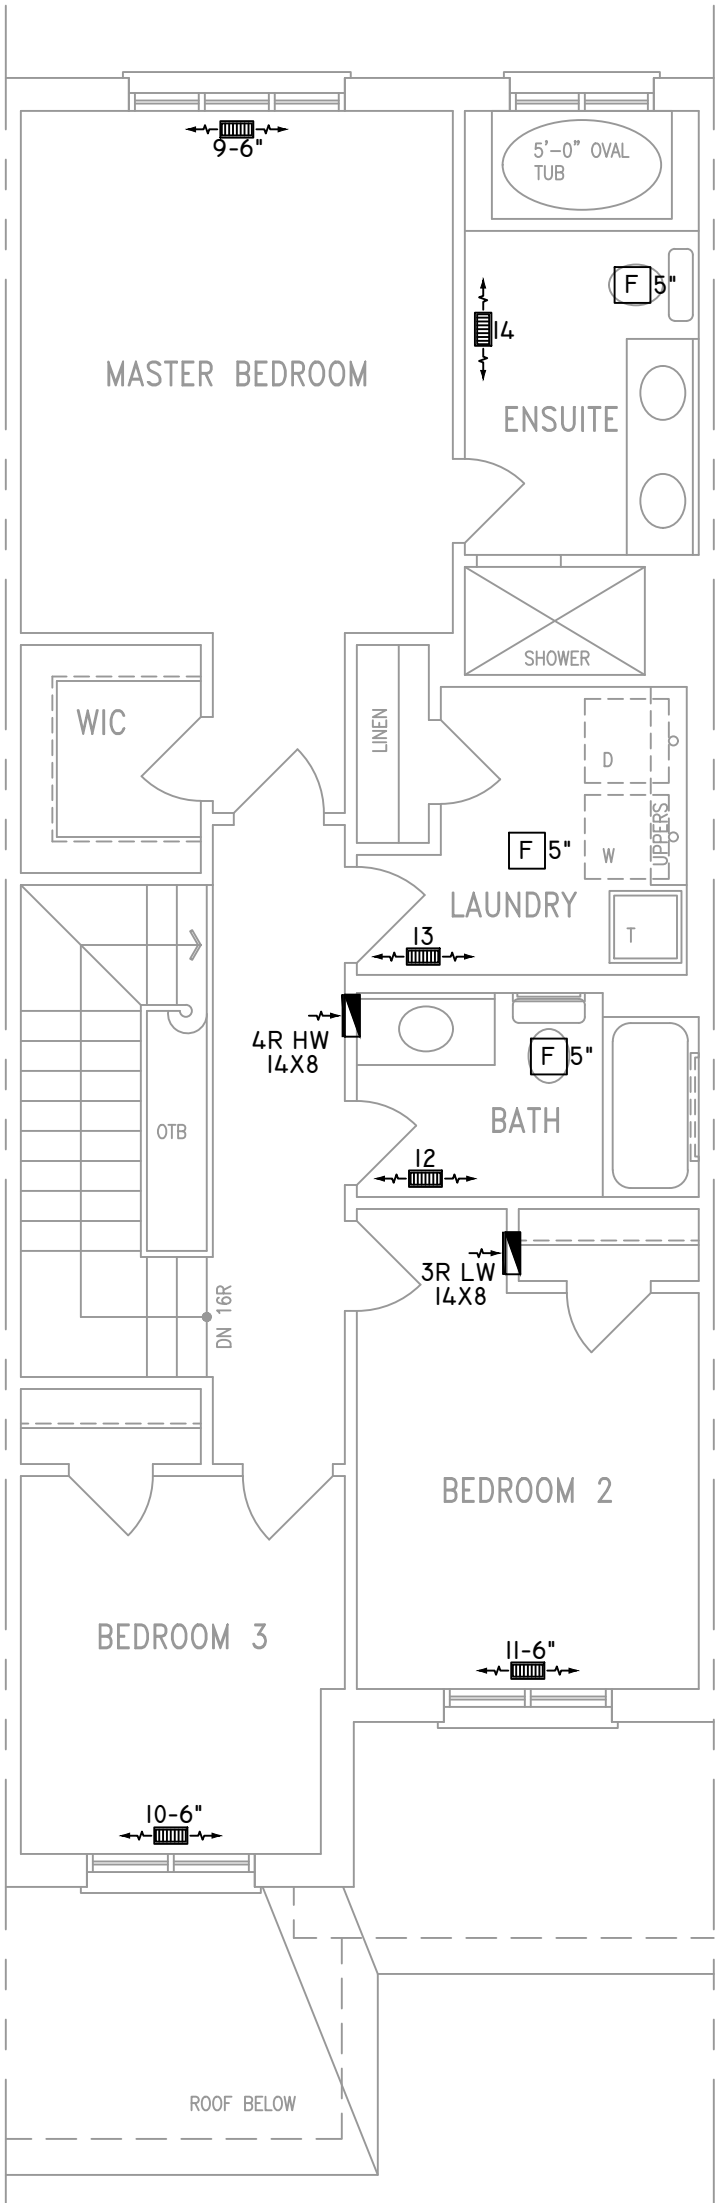 9-6"
5'-0" OVAL
TUB
F 5"
14
MASTER BEDROOM
ENSUITE
SHOWER
WIC
LINEN
D
UPPERS
F 5"
W
LAUNDRY
T
13
4R HW
14X8
F 5"
BATH
OTB
12
3R LW
14X8
DN 16R
BEDROOM 2
BEDROOM 3
11-6"
10-6"
ROOF BELOW